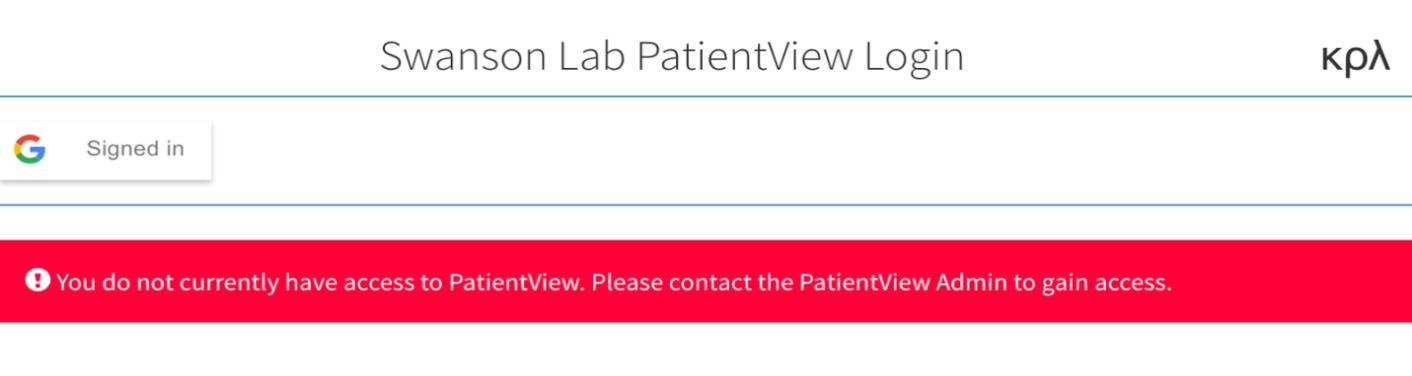 Swanson Lab PatientView Login
κρλ
Signed in
You do not currently have access to PatientView. Please contact the PatientView Admin to gain access.